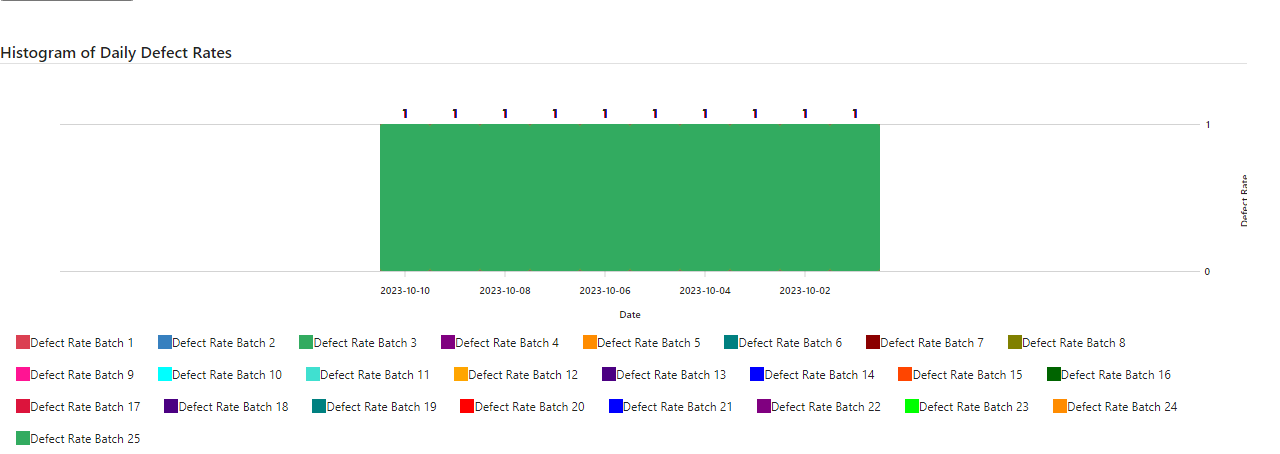 Histogram of Daily Defect Rates
1 1 1 1 1 1 1 1 1 1
1
Defect Rate
0
2023-10-10 2023-10-08 2023-10-06 2023-10-04 2023-10-02
Date
Defect Rate Batch 1 Defect Rate Batch 2 Defect Rate Batch 3 Defect Rate Batch 4 Defect Rate Batch 5 Defect Rate Batch 6 Defect Rate Batch 7 Defect Rate Batch 8
Defect Rate Batch 9 Defect Rate Batch 10 Defect Rate Batch 11 Defect Rate Batch 12 Defect Rate Batch 13 Defect Rate Batch 14 Defect Rate Batch 15 Defect Rate Batch 16
Defect Rate Batch 17 Defect Rate Batch 18 Defect Rate Batch 19 Defect Rate Batch 20 Defect Rate Batch 21 Defect Rate Batch 22 Defect Rate Batch 23 Defect Rate Batch 24
Defect Rate Batch 25